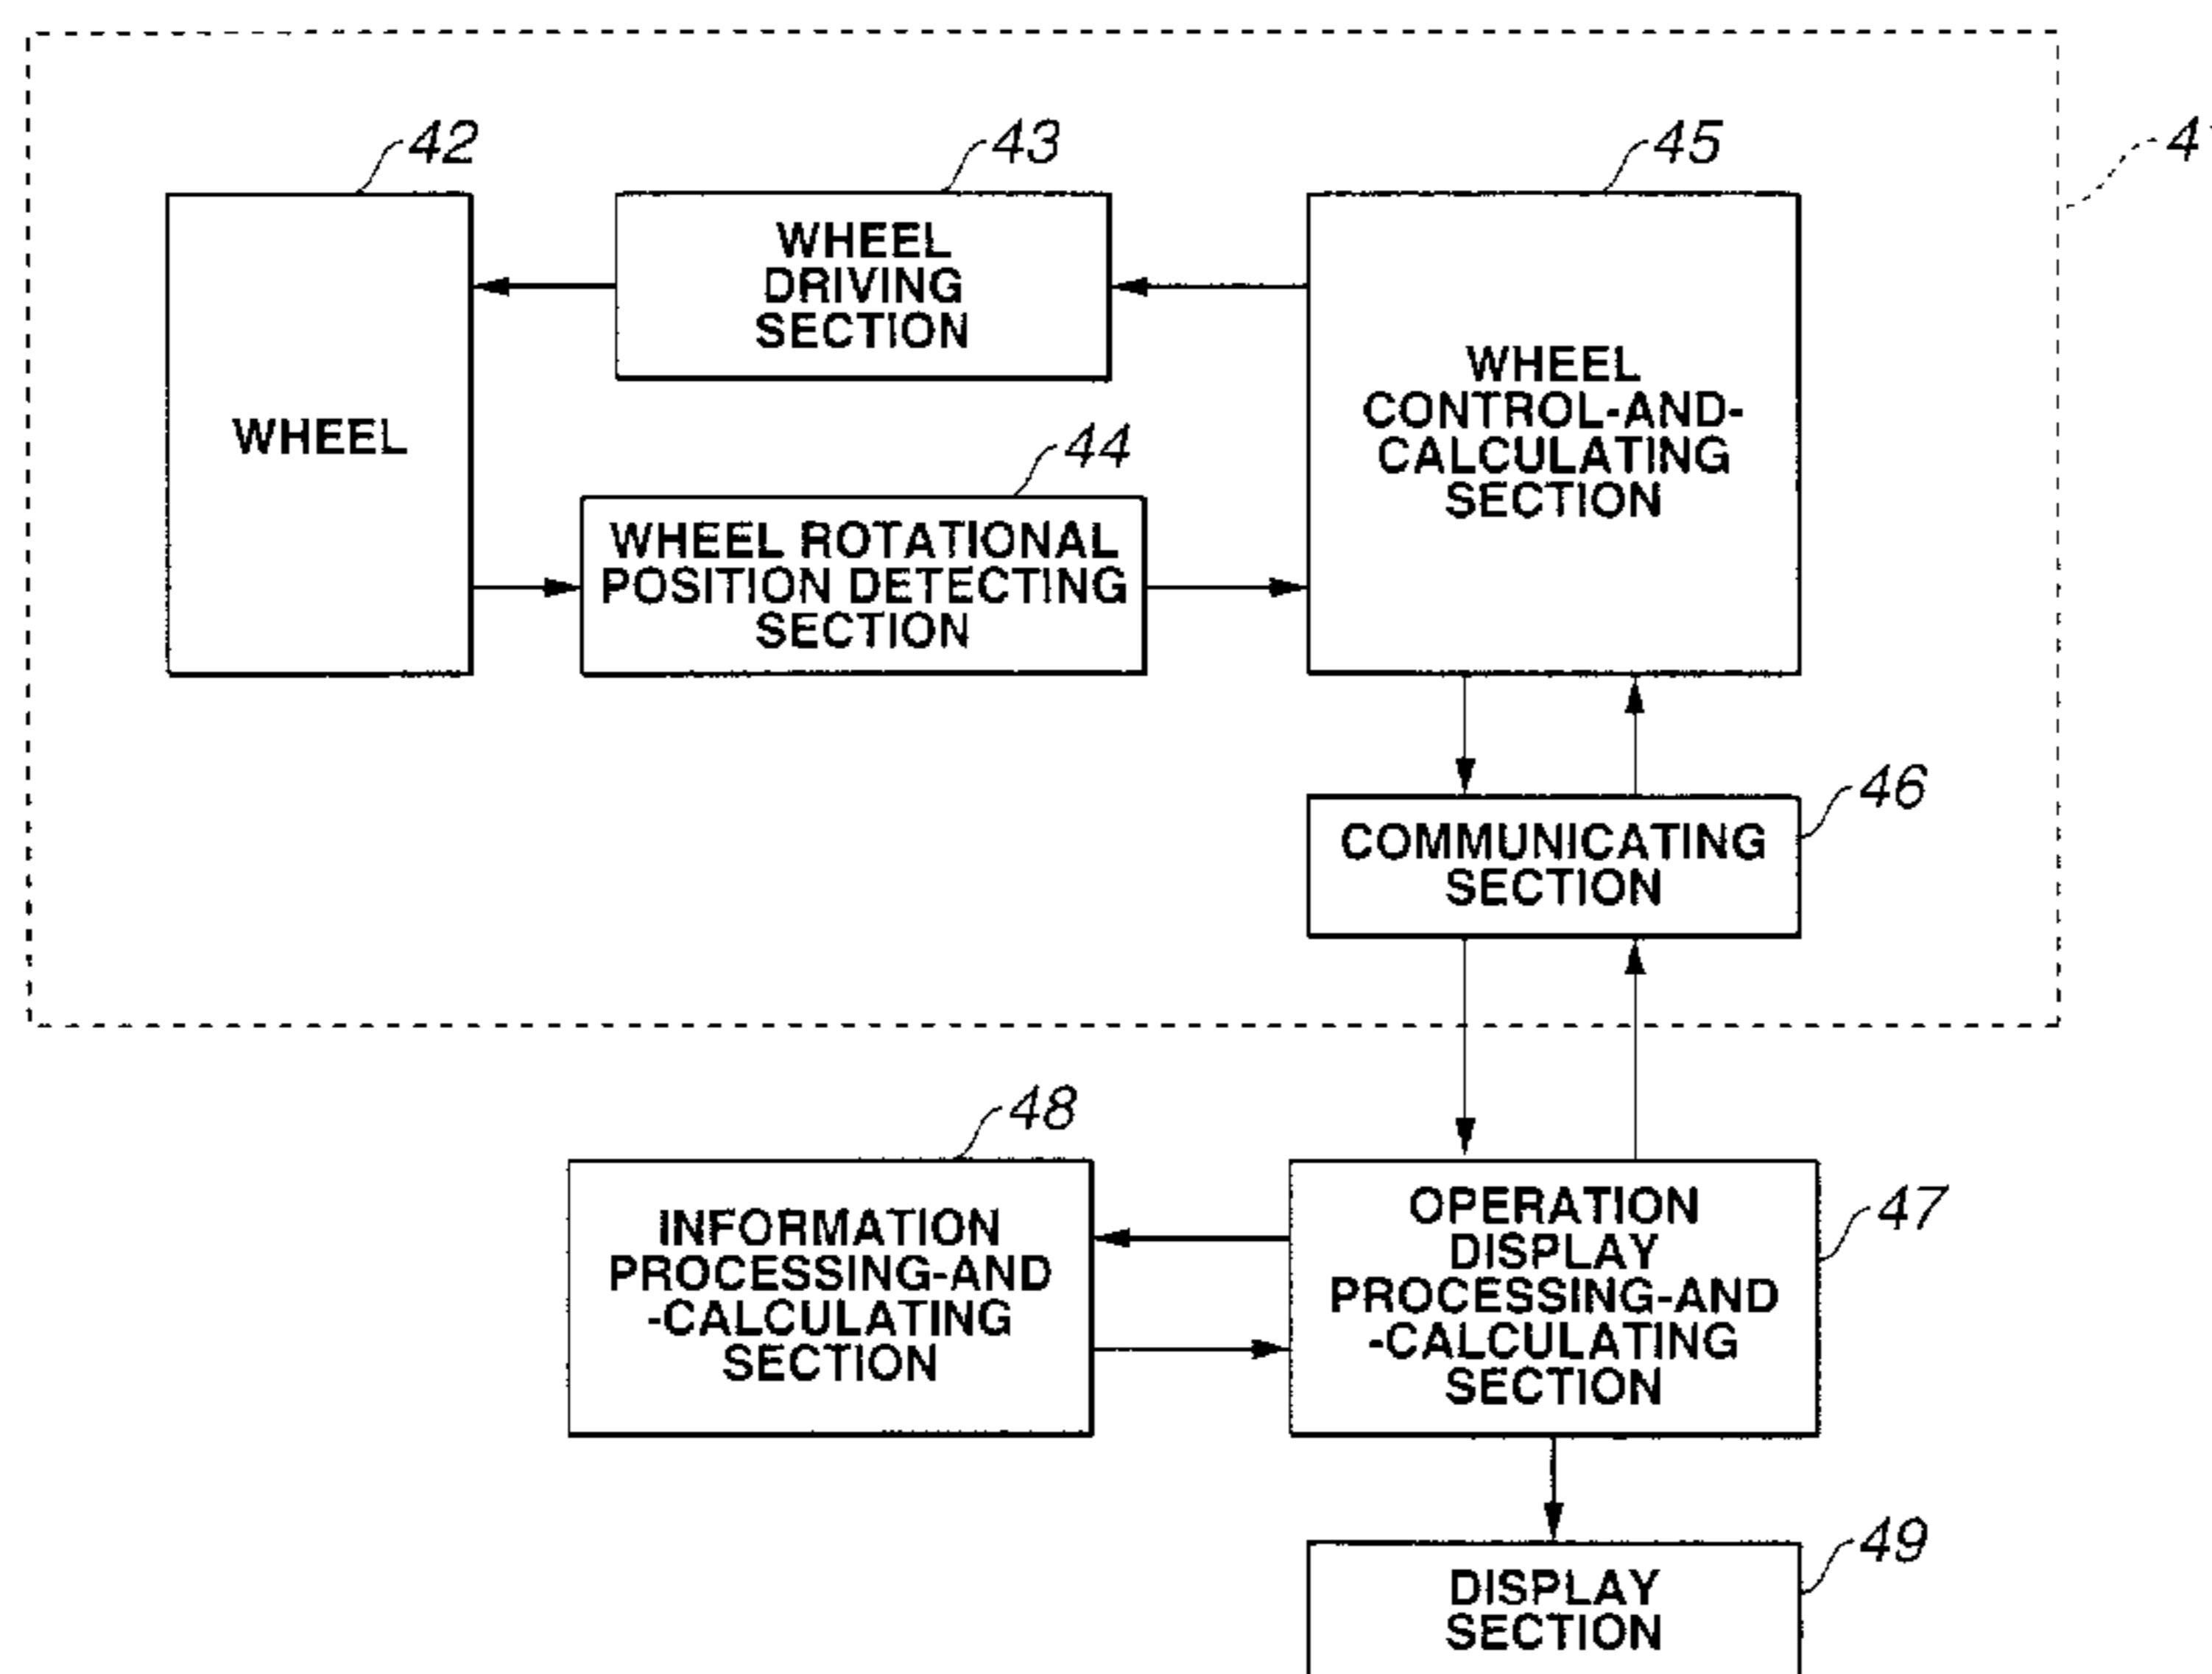 42
43
45
4
WHEEL
DRIVING
SECTION
WHEEL
CONTROL-AND-
CALCULATING
SECTION
WHEEL
44
WHEEL ROTATIONAL
POSITION DETECTING
SECTION
46
COMMUNICATING
SECTION
48
47
INFORMATION
PROCESSING-AND
-CALCULATING
SECTION
OPERATION
DISPLAY
PROCESSING-AND
-CALCULATING
SECTION
49
DISPLAY
SECTION